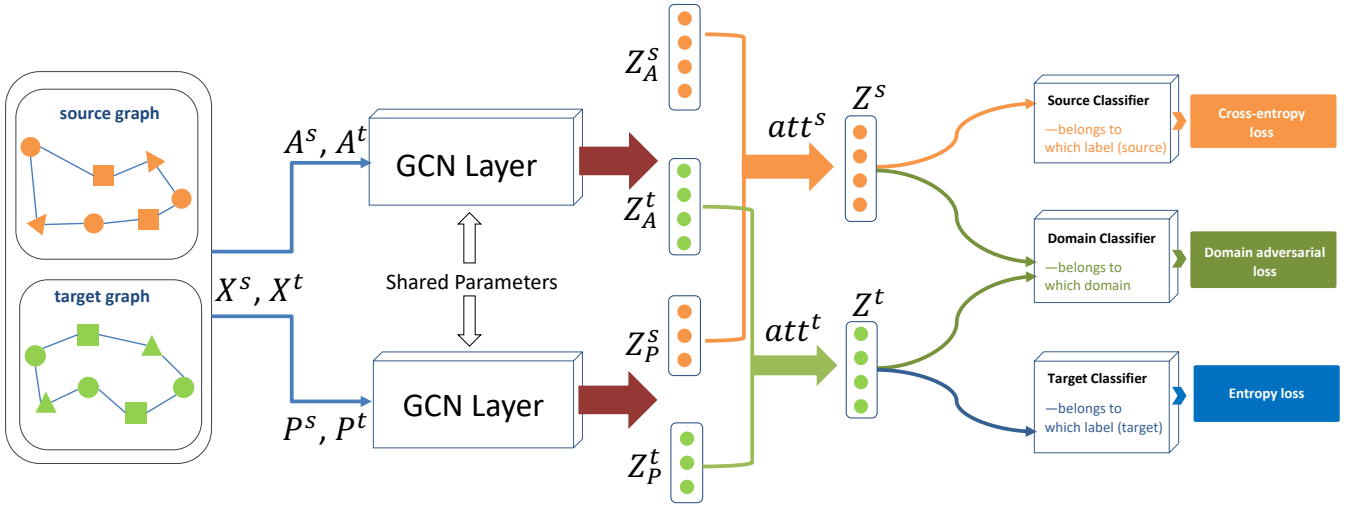 source graph
target graph
X^s, X^t
A^s, A^t
P^s, P^t
GCN Layer
Shared Parameters
GCN Layer
Z_A^s
Z_A^t
Z_P^s
Z_P^t
att^s
att^t
Z^s
Z^t
Source Classifier
—belongs to
which label (source)
Cross-entropy
loss
Domain Classifier
—belongs to
which domain
Domain adversarial
loss
Target Classifier
—belongs to
which label (target)
Entropy loss